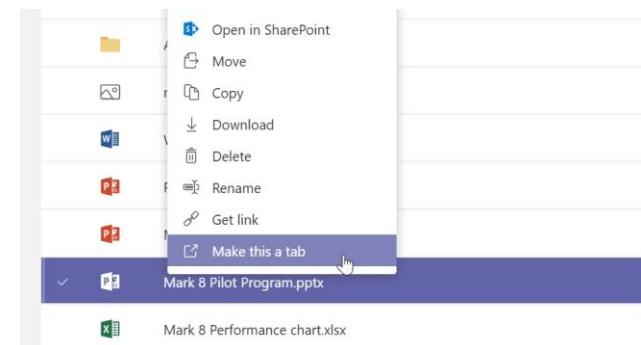 Open in SharePoint
Move
Copy
Download
Delete
Rename
Get link
Make this a tab
Mark 8 Pilot Program.pptx
Mark 8 Performance chart.xlsx